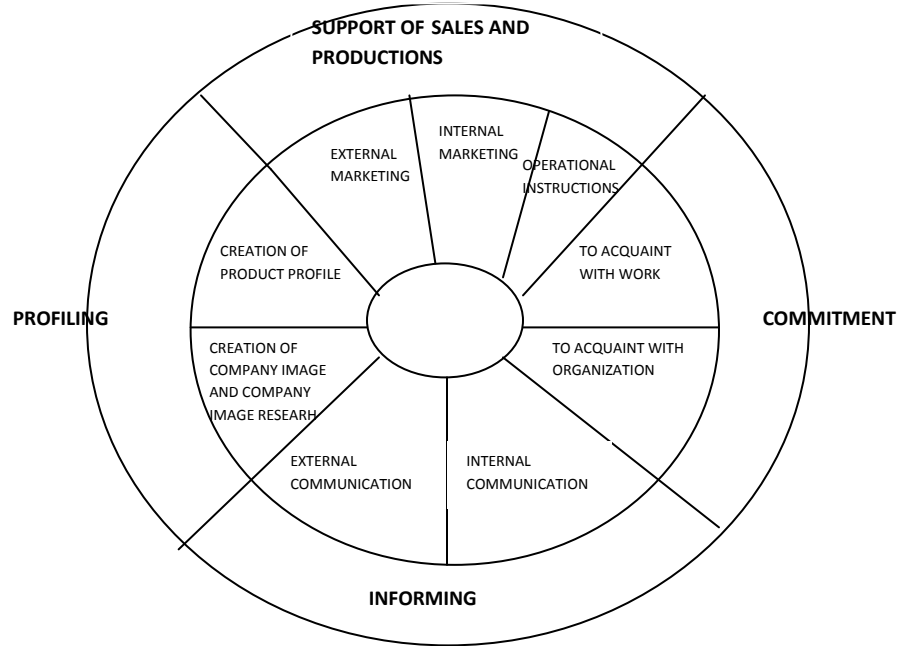 SUPPORT OF SALES AND
PRODUCTIONS
EXTERNAL
MARKETING
INTERNAL
MARKETING
OPERATIONAL
INSTRUCTIONS
CREATION OF
PRODUCT PROFILE
TO ACQUAINT
WITH WORK
PROFILING
COMMITMENT
CREATION OF
COMPANY IMAGE
AND COMPANY
IMAGE RESEARH
TO ACQUAINT WITH
ORGANIZATION
EXTERNAL
COMMUNICATION
INTERNAL
COMMUNICATION
INFORMING